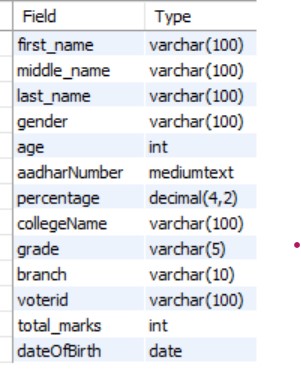 Field Type
first_name varchar(100)
middle_name varchar(100)
last_name varchar(100)
gender varchar(100)
age int
aadharNumber mediumtext
percentage decimal(4,2)
collegeName varchar(100)
grade varchar(5)
branch varchar(10)
voterid varchar(100)
total_marks int
dateOfBirth date